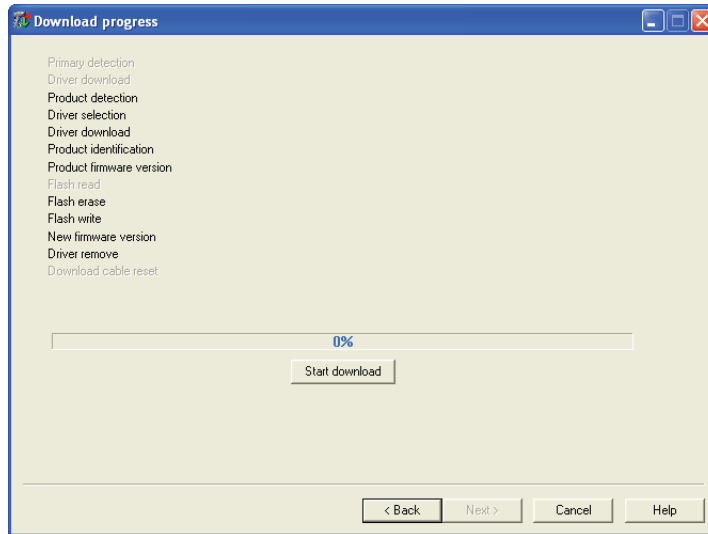 Download progress
Primary detection
Driver download
Product detection
Driver selection
Driver download
Product identification
Product firmware version
Flash read
Flash erase
Flash write
New firmware version
Driver remove
Download cable reset
0%
Start download
< Back
Next >
Cancel
Help